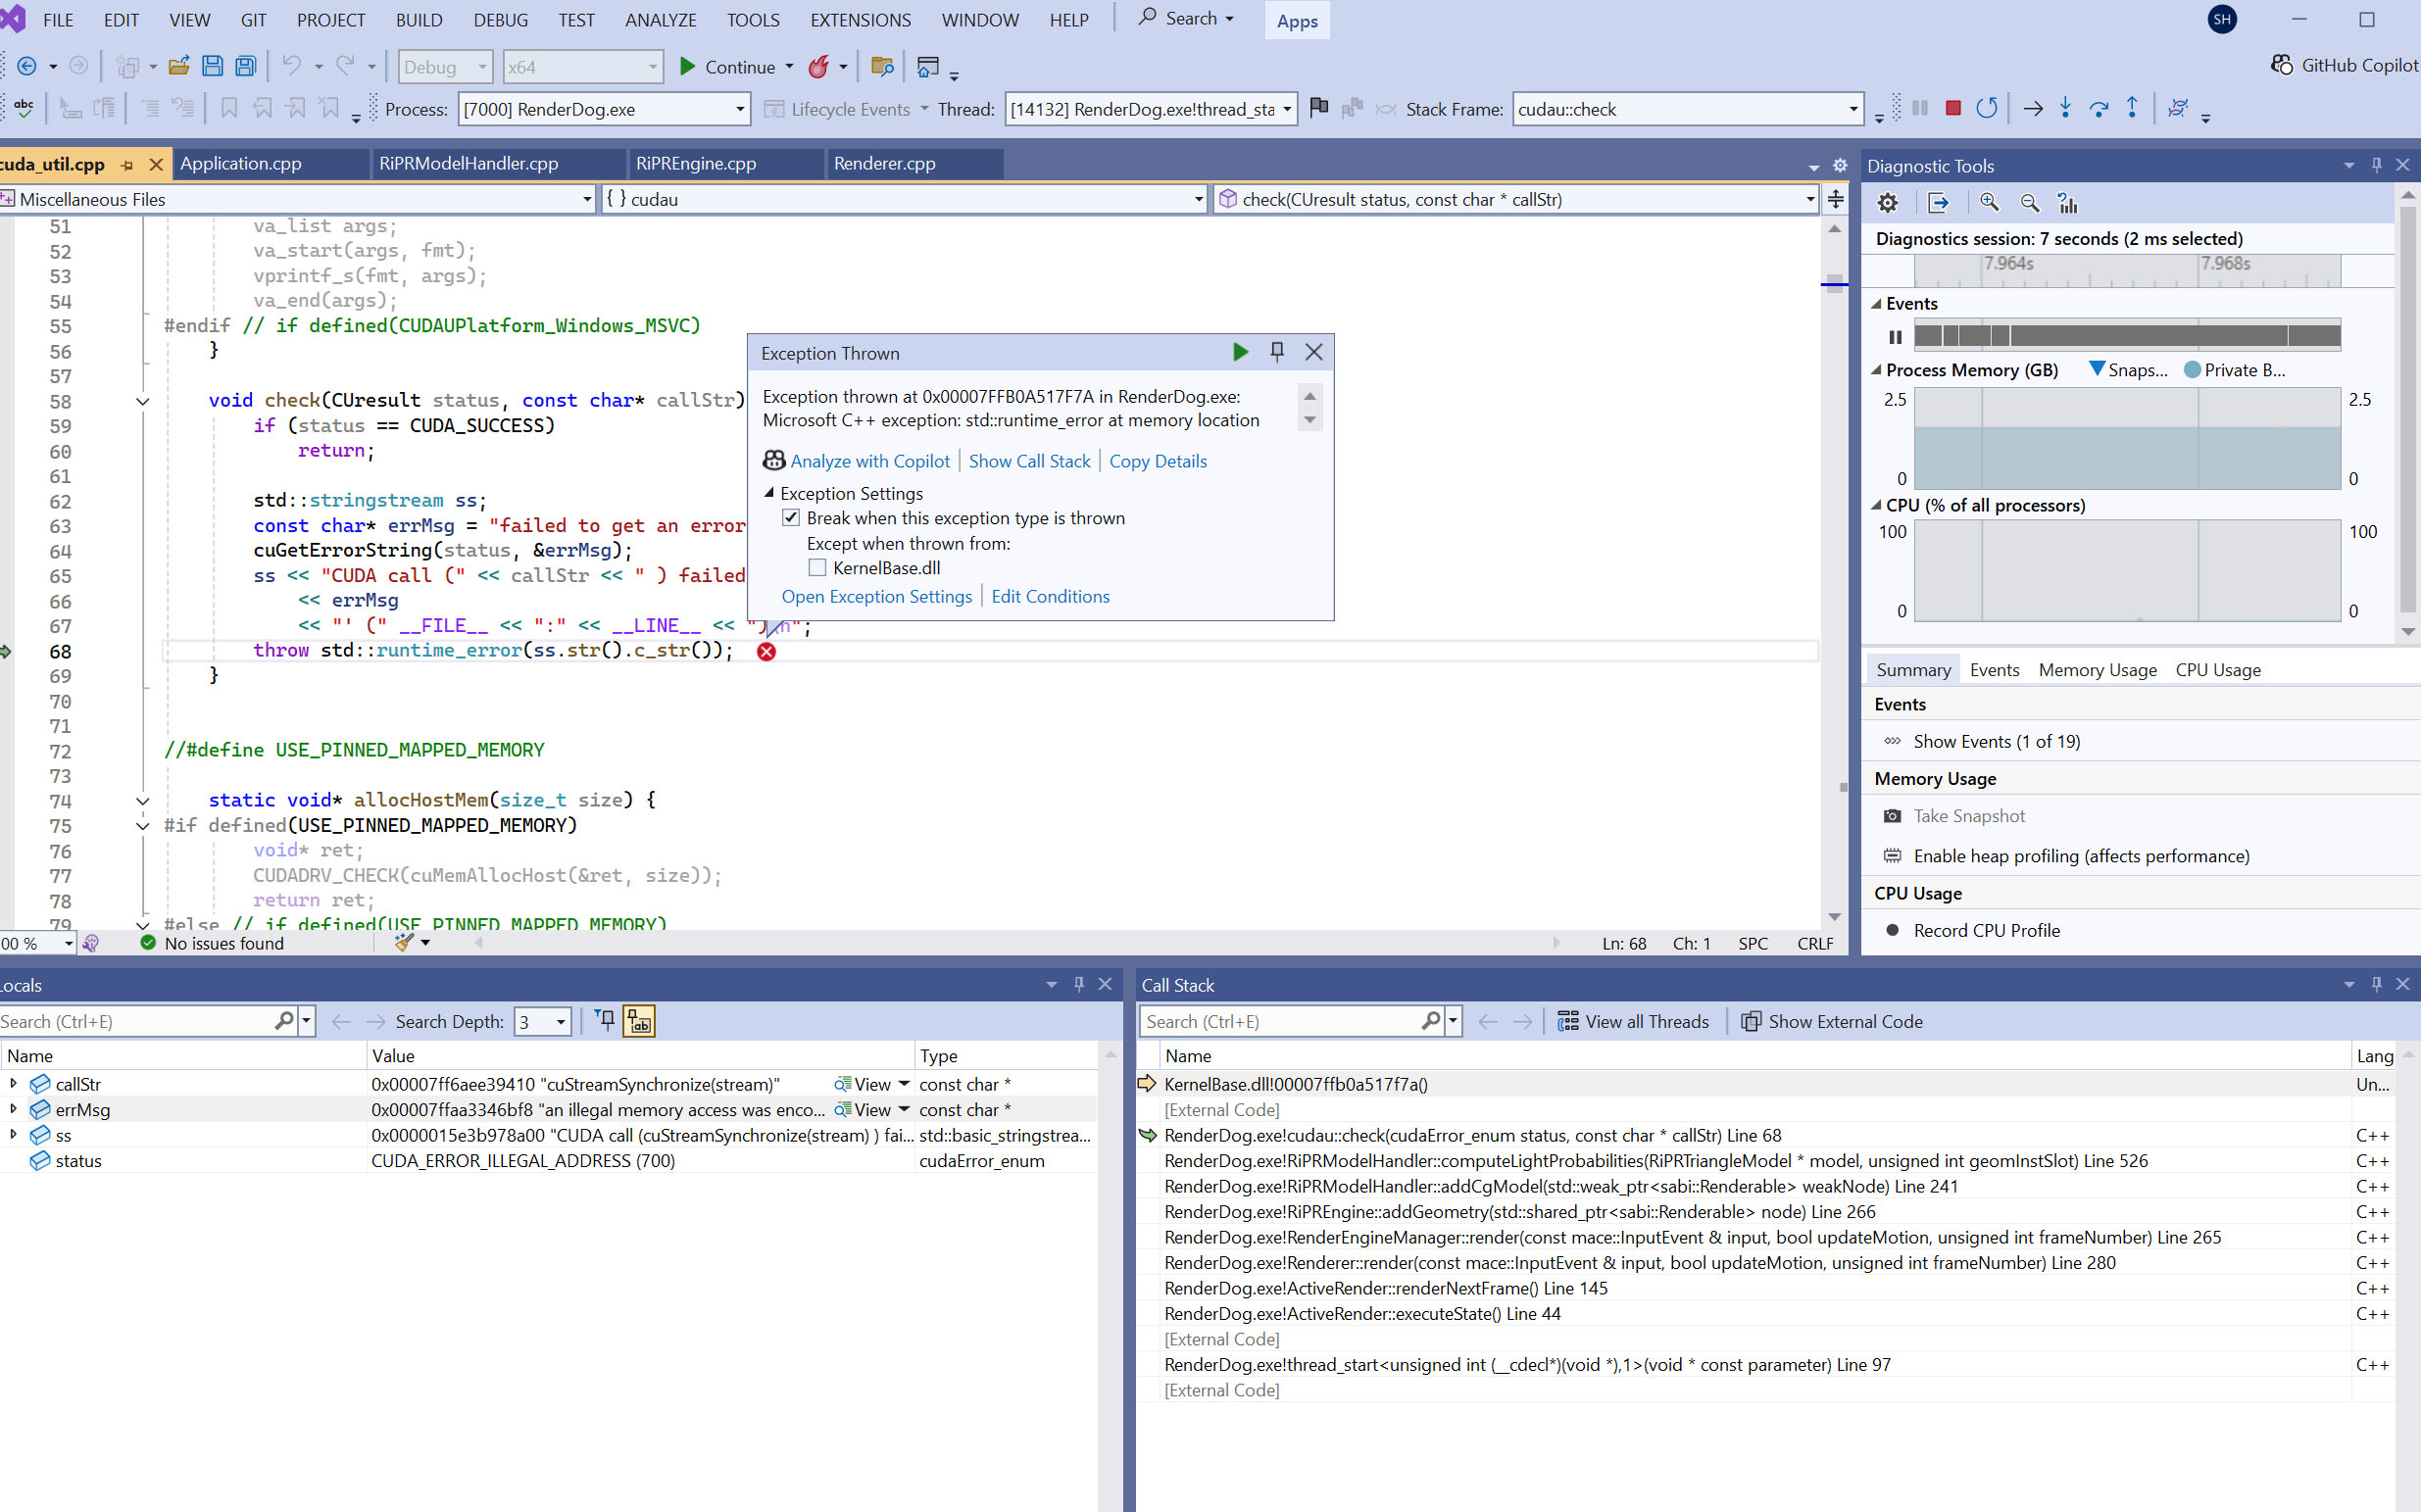 FILE EDIT VIEW GIT PROJECT BUILD DEBUG TEST ANALYZE TOOLS EXTENSIONS WINDOW HELP Search Apps SH
Debug x64 Continue GitHub Copilot
abc Process: [7000] RenderDog.exe Lifecycle Events Thread: [14132] RenderDog.exe!thread_sta Stack Frame: cudau::check
cuda_util.cpp Application.cpp RiPRModelHandler.cpp RiPREngine.cpp Renderer.cpp
Miscellaneous Files { } cudau check(CUresult status, const char * callStr)
51 va_list args;
52 va_start(args, fmt);
53 vprintf_s(fmt, args);
54 va_end(args);
55 #endif // if defined(CUDAUPlatform_Windows_MSVC)
56 }
57
58 void check(CUresult status, const char* callStr)
59 if (status == CUDA_SUCCESS)
60 return;
61
62 std::stringstream ss;
63 const char* errMsg = "failed to get an error
64 cuGetErrorString(status, &errMsg);
65 ss << "CUDA call (" << callStr << " ) failed
66 << errMsg
67 << "' (" __FILE__ << ":" << __LINE__ << ")\n";
68 throw std::runtime_error(ss.str().c_str());
69 }
70
71
72 //#define USE_PINNED_MAPPED_MEMORY
73
74 static void* allocHostMem(size_t size) {
75 #if defined(USE_PINNED_MAPPED_MEMORY)
76 void* ret;
77 CUDADRV_CHECK(cuMemAllocHost(&ret, size));
78 return ret;
79 #else // if defined(USE_PINNED_MAPPED_MEMORY)
00 % No issues found Ln: 68 Ch: 1 SPC CRLF
Exception Thrown
Exception thrown at 0x00007FFB0A517F7A in RenderDog.exe:
Microsoft C++ exception: std::runtime_error at memory location
Analyze with Copilot Show Call Stack Copy Details
Exception Settings
Break when this exception type is thrown
Except when thrown from:
KernelBase.dll
Open Exception Settings Edit Conditions
Diagnostic Tools
Diagnostics session: 7 seconds (2 ms selected)
7.964s 7.968s
Events
Process Memory (GB) Snaps... Private B...
2.5 2.5
0 0
CPU (% of all processors)
100 100
0 0
Summary Events Memory Usage CPU Usage
Events
Show Events (1 of 19)
Memory Usage
Take Snapshot
Enable heap profiling (affects performance)
CPU Usage
Record CPU Profile
Locals
Search (Ctrl+E) Search Depth: 3
Name Value Type
callStr 0x00007ff6aee39410 "cuStreamSynchronize(stream)" View const char *
errMsg 0x00007ffaa3346bf8 "an illegal memory access was enco... View const char *
ss 0x0000015e3b978a00 "CUDA call (cuStreamSynchronize(stream) ) fai... std::basic_stringstrea...
status CUDA_ERROR_ILLEGAL_ADDRESS (700) cudaError_enum
Call Stack
Search (Ctrl+E) View all Threads Show External Code
Name Lang
KernelBase.dll!00007ffb0a517f7a() Un...
[External Code]
RenderDog.exe!cudau::check(cudaError_enum status, const char * callStr) Line 68 C++
RenderDog.exe!RiPRModelHandler::computeLightProbabilities(RiPRTriangleModel * model, unsigned int geomInstSlot) Line 526 C++
RenderDog.exe!RiPRModelHandler::addCgModel(std::weak_ptr<sabi::Renderable> weakNode) Line 241 C++
RenderDog.exe!RiPREngine::addGeometry(std::shared_ptr<sabi::Renderable> node) Line 266 C++
RenderDog.exe!RenderEngineManager::render(const mace::InputEvent & input, bool updateMotion, unsigned int frameNumber) Line 265 C++
RenderDog.exe!Renderer::render(const mace::InputEvent & input, bool updateMotion, unsigned int frameNumber) Line 280 C++
RenderDog.exe!ActiveRender::renderNextFrame() Line 145 C++
RenderDog.exe!ActiveRender::executeState() Line 44 C++
[External Code]
RenderDog.exe!thread_start<unsigned int (__cdecl*)(void *),1>(void * const parameter) Line 97 C++
[External Code]